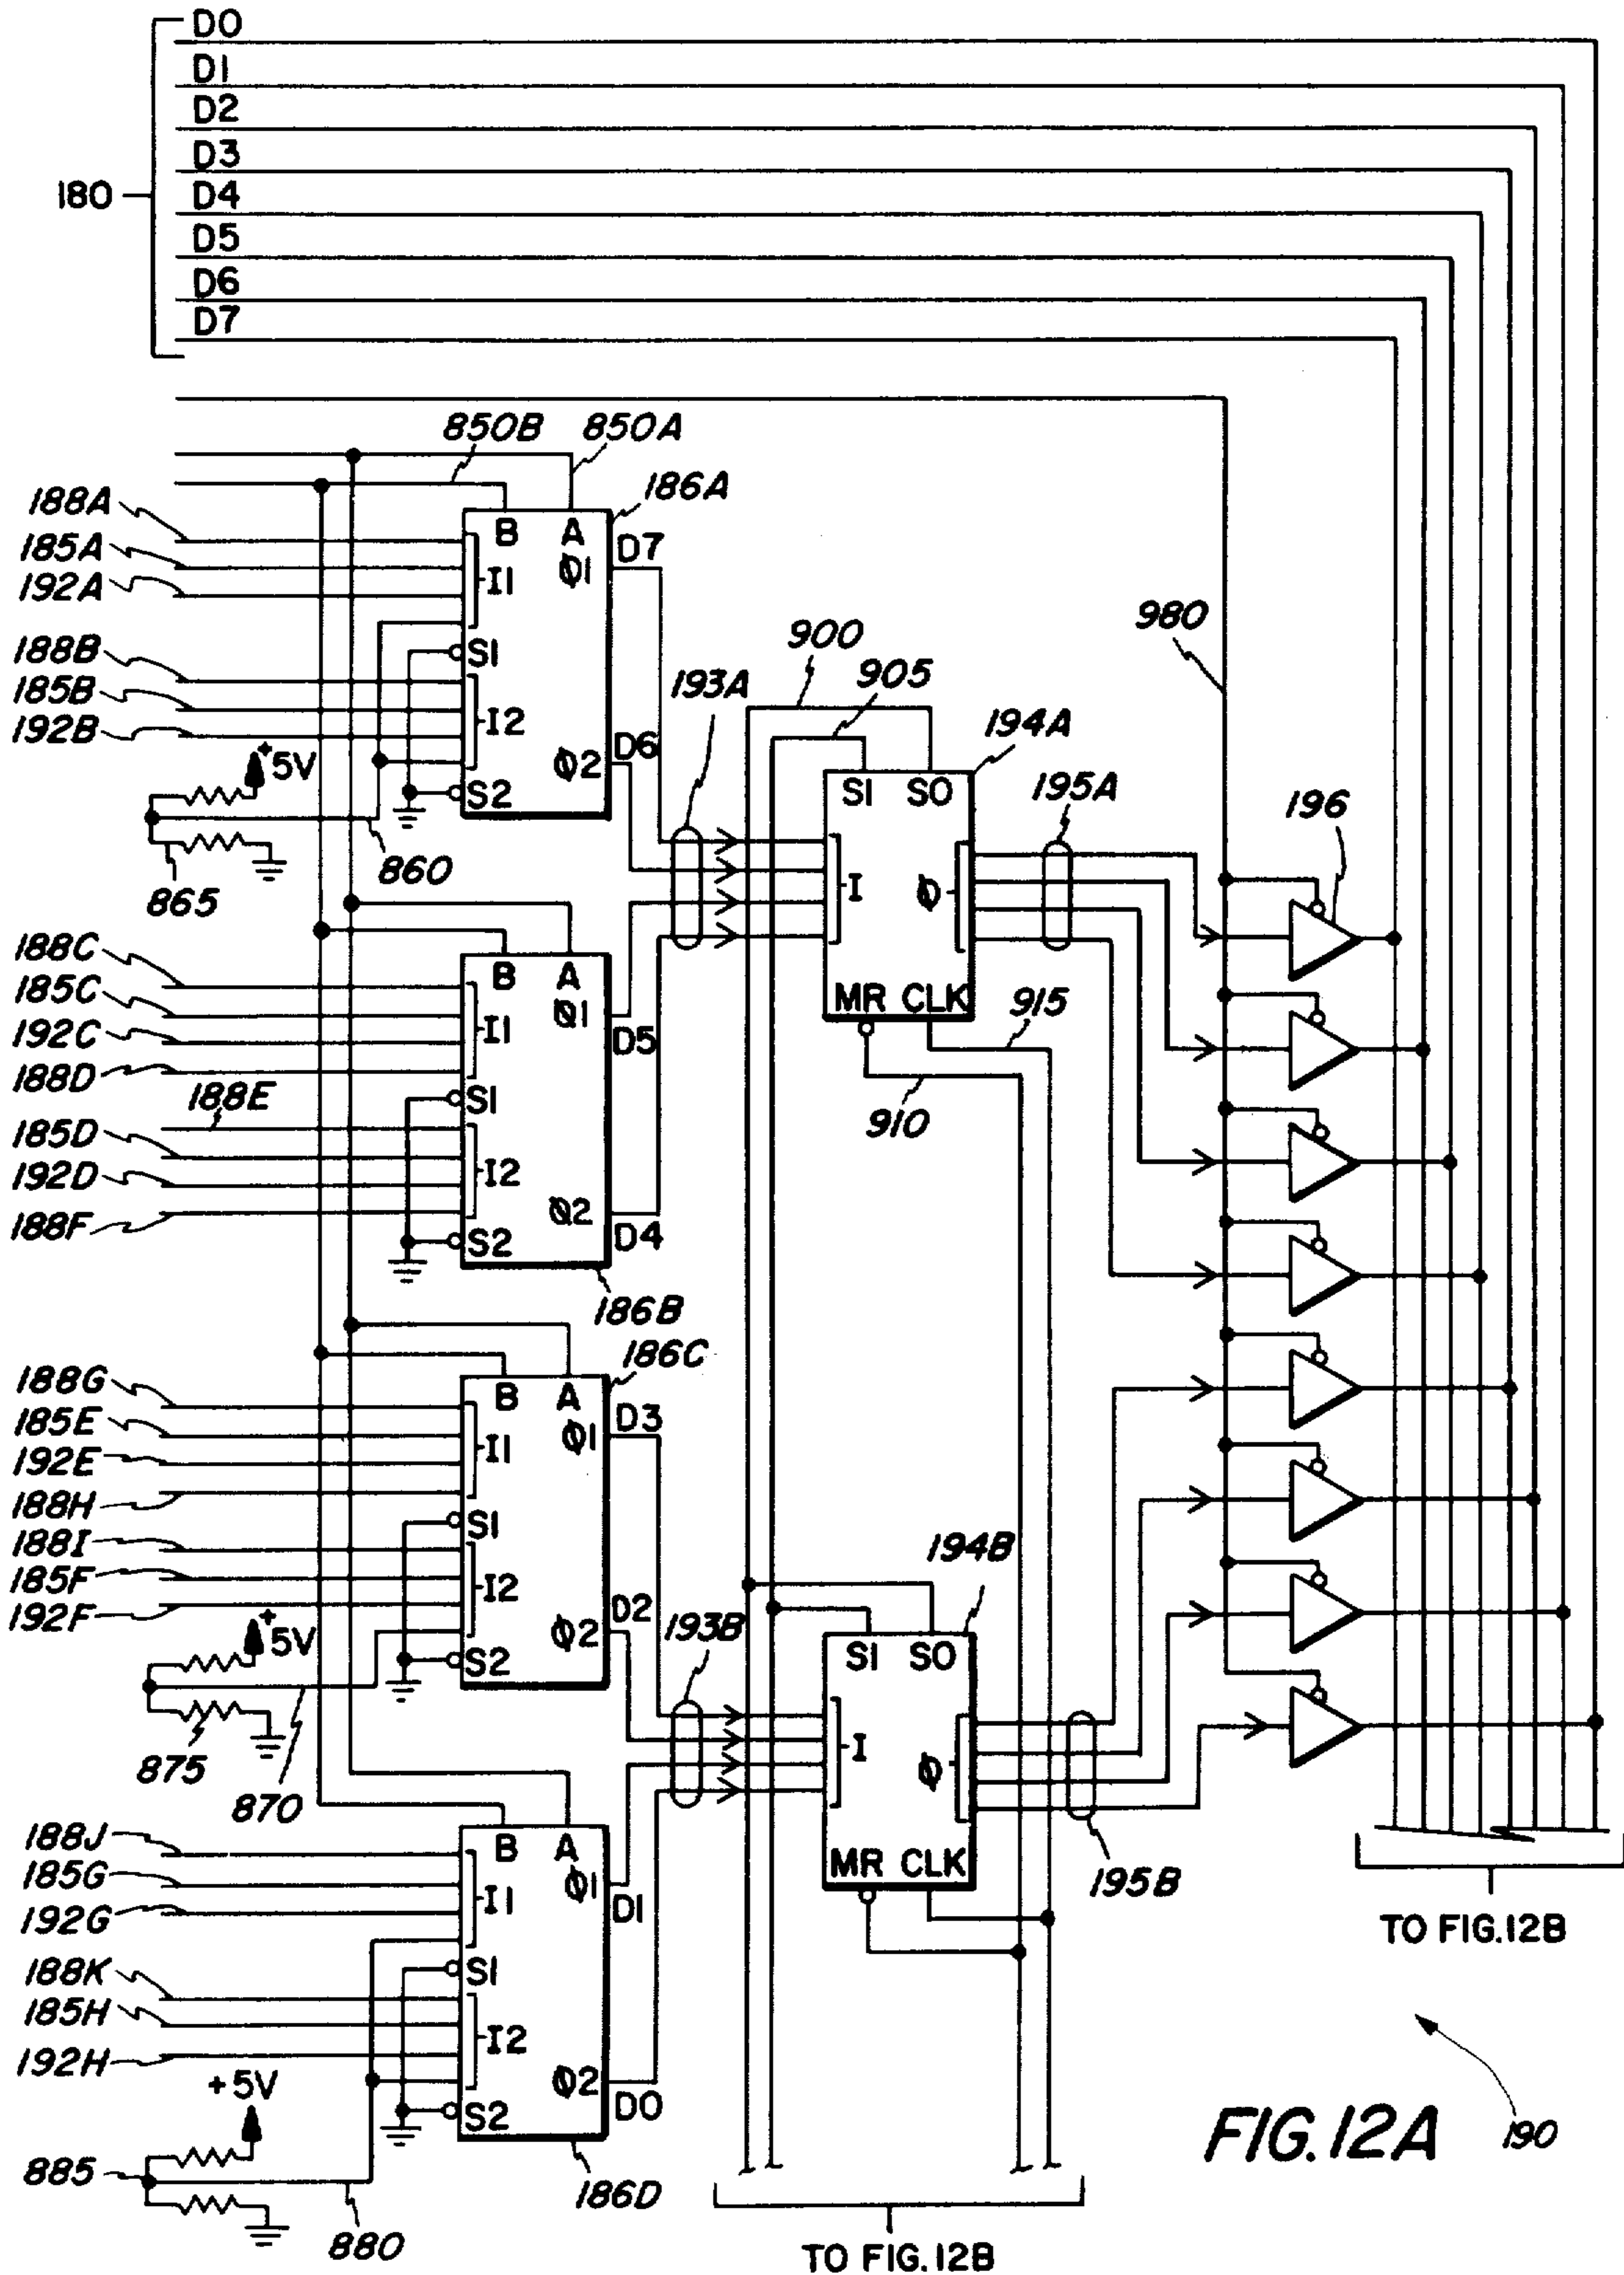 D0
D1
D2
D3
180
D4
D5
D6
D7
850B
850A
188A
186A
B
A
185A
Φ1
D7
192A
I1
188B
S1
185B
192B
I2
+5V
Φ2
D6
S2
865
860
193A
900
905
980
194A
SI
SO
195A
196
I
Φ
MR
CLK
915
910
188C
B
A
185C
Φ1
192C
I1
D5
188D
188E
S1
185D
192D
I2
Φ2
188F
D4
S2
186B
186C
188G
B
A
185E
D3
Φ1
192E
I1
188H
S1
188I
185F
I2
192F
D2
+5V
Φ2
S2
193B
875
870
194B
SI
SO
I
Φ
MR
CLK
195B
188J
B
A
185G
Φ1
192G
I1
D1
188K
S1
185H
I2
192H
Φ2
+5V
D0
S2
885
880
186D
TO FIG.12B
TO FIG.12B
FIG.12A
190